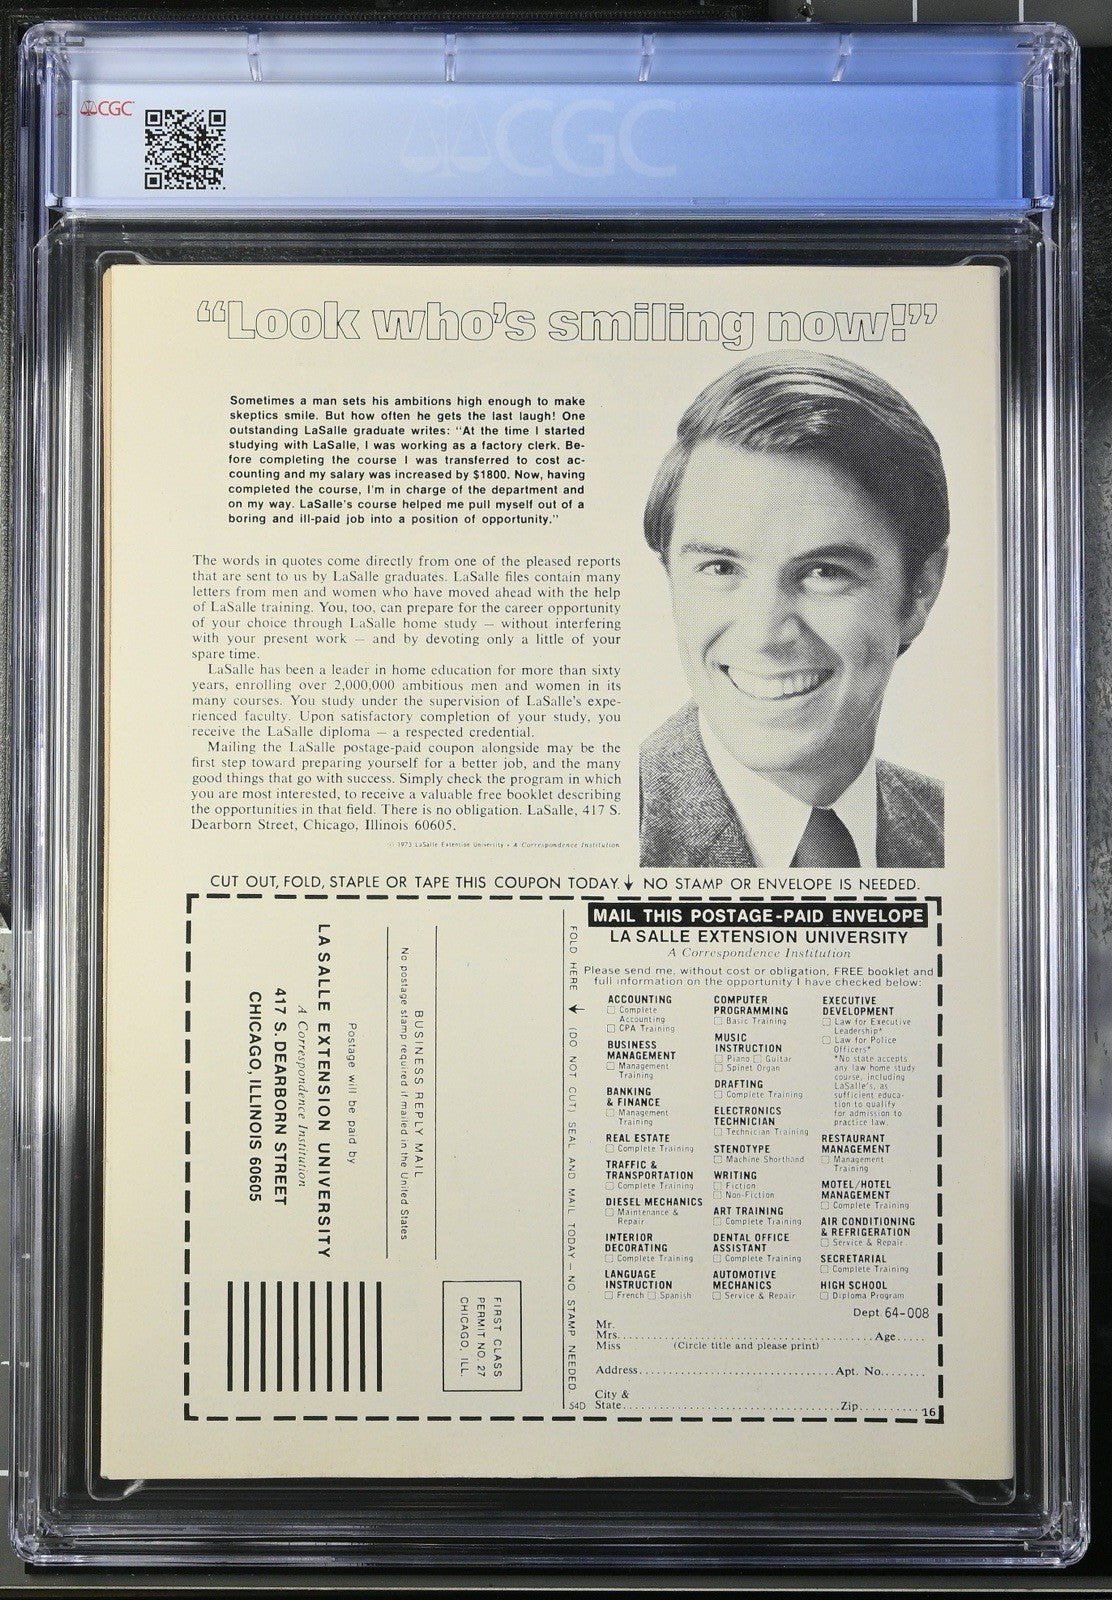 CGC
CGC
“Look who's smiling now!”
Sometimes a man sets his ambitions high enough to make
skeptics smile. But how often he gets the last laugh! One
outstanding LaSalle graduate writes: “At the time I started
studying with LaSalle, I was working as a factory clerk. Be-
fore completing the course I was transferred to cost ac-
counting and my salary was increased by $1800. Now, having
completed the course, I'm in charge of the department and
on my way. LaSalle's course helped me pull myself out of a
boring and ill-paid job into a position of opportunity.”
The words in quotes come directly from one of the pleased reports
that are sent to us by LaSalle graduates. LaSalle files contain many
letters from men and women who have moved ahead with the help
of LaSalle training. You, too, can prepare for the career opportunity
of your choice through LaSalle home study — without interfering
with your present work — and by devoting only a little of your
spare time.
LaSalle has been a leader in home education for more than sixty
years, enrolling over 2,000,000 ambitious men and women in its
many courses. You study under the supervision of LaSalle's expe-
rienced faculty. Upon satisfactory completion of your study, you
receive the LaSalle diploma — a respected credential.
Mailing the LaSalle postage-paid coupon alongside may be the
first step toward preparing yourself for a better job, and the many
good things that go with success. Simply check the program in which
you are most interested, to receive a valuable free booklet describing
the opportunities in that field. There is no obligation. LaSalle, 417 S.
Dearborn Street, Chicago, Illinois 60605.
© 1973 LaSalle Extension University • A Correspondence Institution
CUT OUT, FOLD, STAPLE OR TAPE THIS COUPON TODAY. ↓ NO STAMP OR ENVELOPE IS NEEDED.
FIRST CLASS
PERMIT NO. 27
CHICAGO, ILL.
BUSINESS REPLY MAIL
No postage stamp required if mailed in the United States
Postage will be paid by
LA SALLE EXTENSION UNIVERSITY
A Correspondence Institution
417 S. DEARBORN STREET
CHICAGO, ILLINOIS 60605
FOLD HERE → (DO NOT CUT), SEAL AND MAIL TODAY — NO STAMP NEEDED.
54D
MAIL THIS POSTAGE-PAID ENVELOPE
LA SALLE EXTENSION UNIVERSITY
A Correspondence Institution
Please send me, without cost or obligation, FREE booklet and
full information on the opportunity I have checked below:
ACCOUNTING
☐ Complete
Accounting
☐ CPA Training
BUSINESS
MANAGEMENT
☐ Management
Training
BANKING
& FINANCE
☐ Management
Training
REAL ESTATE
☐ Complete Training
TRAFFIC &
TRANSPORTATION
☐ Complete Training
DIESEL MECHANICS
☐ Maintenance &
Repair
INTERIOR
DECORATING
☐ Complete Training
LANGUAGE
INSTRUCTION
☐ French ☐ Spanish
COMPUTER
PROGRAMMING
☐ Basic Training
MUSIC
INSTRUCTION
☐ Piano ☐ Guitar
☐ Spinet Organ
DRAFTING
☐ Complete Training
ELECTRONICS
TECHNICIAN
☐ Technician Training
STENOTYPE
☐ Machine Shorthand
WRITING
☐ Fiction
☐ Non-Fiction
ART TRAINING
☐ Complete Training
DENTAL OFFICE
ASSISTANT
☐ Complete Training
AUTOMOTIVE
MECHANICS
☐ Service & Repair
EXECUTIVE
DEVELOPMENT
☐ Law for Executive
Leadership*
☐ Law for Police
Officers*
*No state accepts
any law home study
course, including
LaSalle's, as
sufficient educa-
tion to qualify
for admission to
practice law.
RESTAURANT
MANAGEMENT
☐ Management
Training
MOTEL/HOTEL
MANAGEMENT
☐ Complete Training
AIR CONDITIONING
& REFRIGERATION
☐ Service & Repair
SECRETARIAL
☐ Complete Training
HIGH SCHOOL
☐ Diploma Program
Dept. 64-008
Mr.
Mrs. Age
Miss (Circle title and please print)
Address Apt. No.
City &
State Zip
16